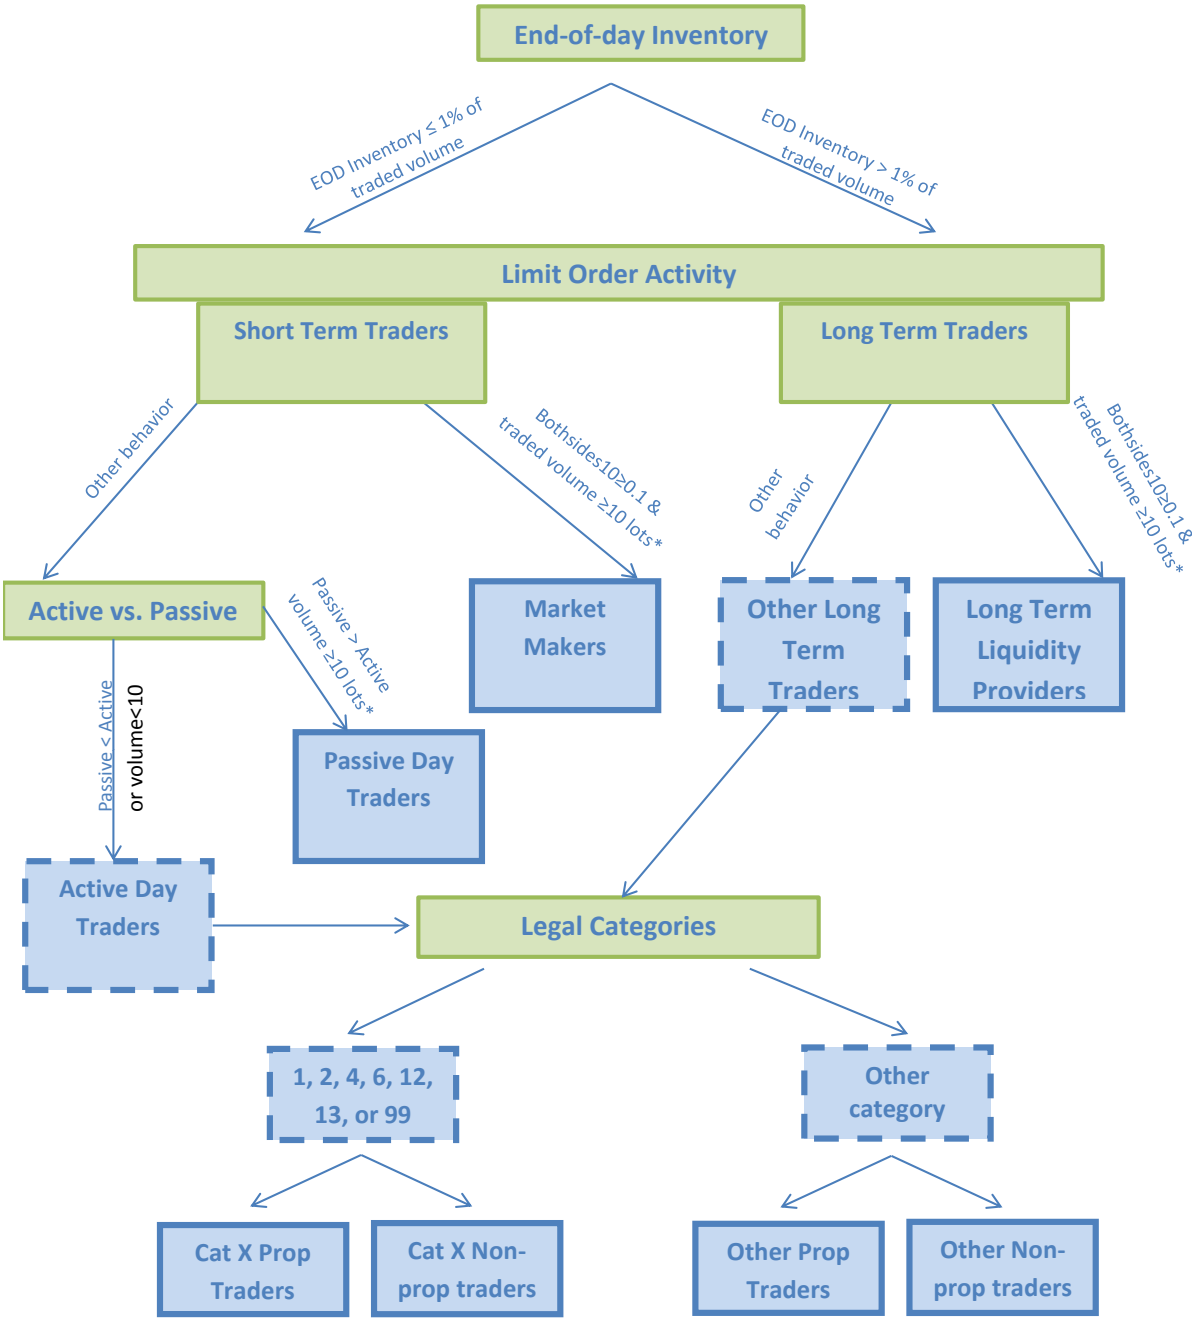 End-of-day Inventory
EOD Inventory ≤ 1% of
traded volume
EOD Inventory > 1% of
traded volume
Limit Order Activity
Short Term Traders
Long Term Traders
Other behavior
Bothsides10≥0.1 &
traded volume ≥10 lots*
Other
behavior
Bothsides10≥0.1 &
traded volume ≥10 lots*
Active vs. Passive
Passive > Active
volume ≥10 lots*
Market
Makers
Other Long
Term
Traders
Long Term
Liquidity
Providers
Passive < Active
or volume<10
Passive Day
Traders
Active Day
Traders
Legal Categories
1, 2, 4, 6, 12,
13, or 99
Other
category
Cat X Prop
Traders
Cat X Non-
prop traders
Other Prop
Traders
Other Non-
prop traders